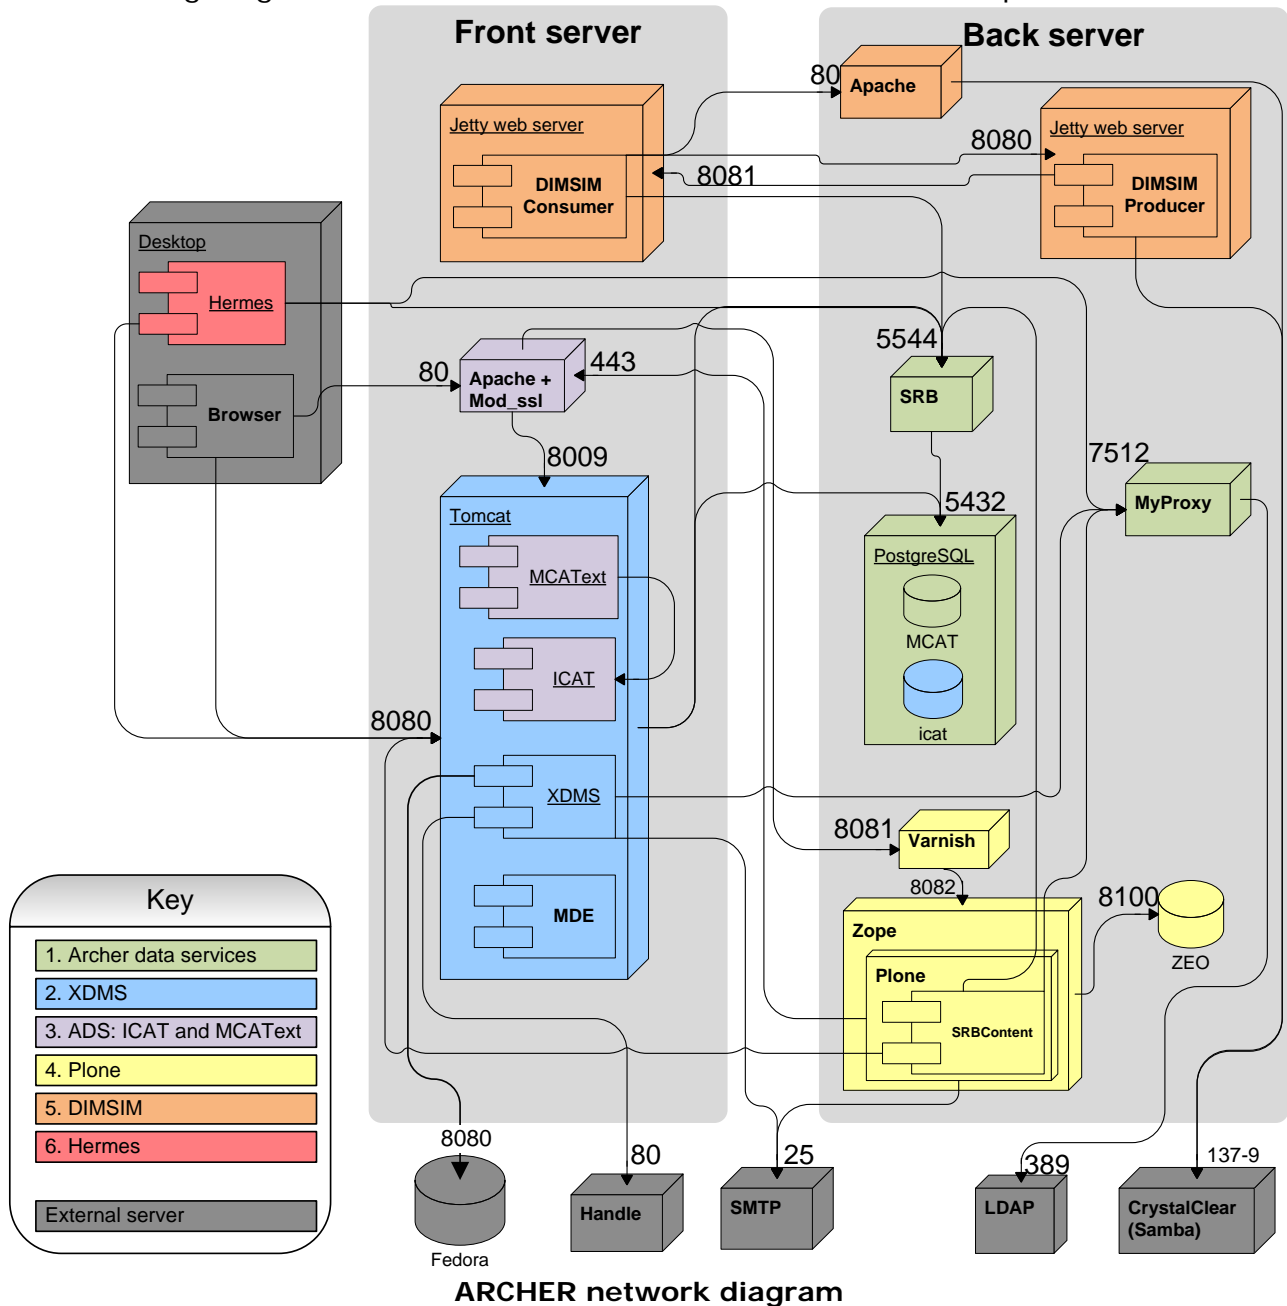 Front server
Back server
80
Apache
Jetty web server
DIMSIM
Consumer
8080
8081
Jetty web server
DIMSIM
Producer
Desktop
Hermes
Browser
80
Apache +
Mod_ssl
443
5544
SRB
8009
7512
MyProxy
Tomcat
MCAText
ICAT
XDMS
MDE
5432
PostgreSQL
MCAT
icat
8080
8081
Varnish
8082
8100
ZEO
Zope
Plone
SRBContent
Key
1. Archer data services
2. XDMS
3. ADS: ICAT and MCAText
4. Plone
5. DIMSIM
6. Hermes
External server
8080
Fedora
80
Handle
25
SMTP
389
LDAP
137-9
CrystalClear
(Samba)
ARCHER network diagram